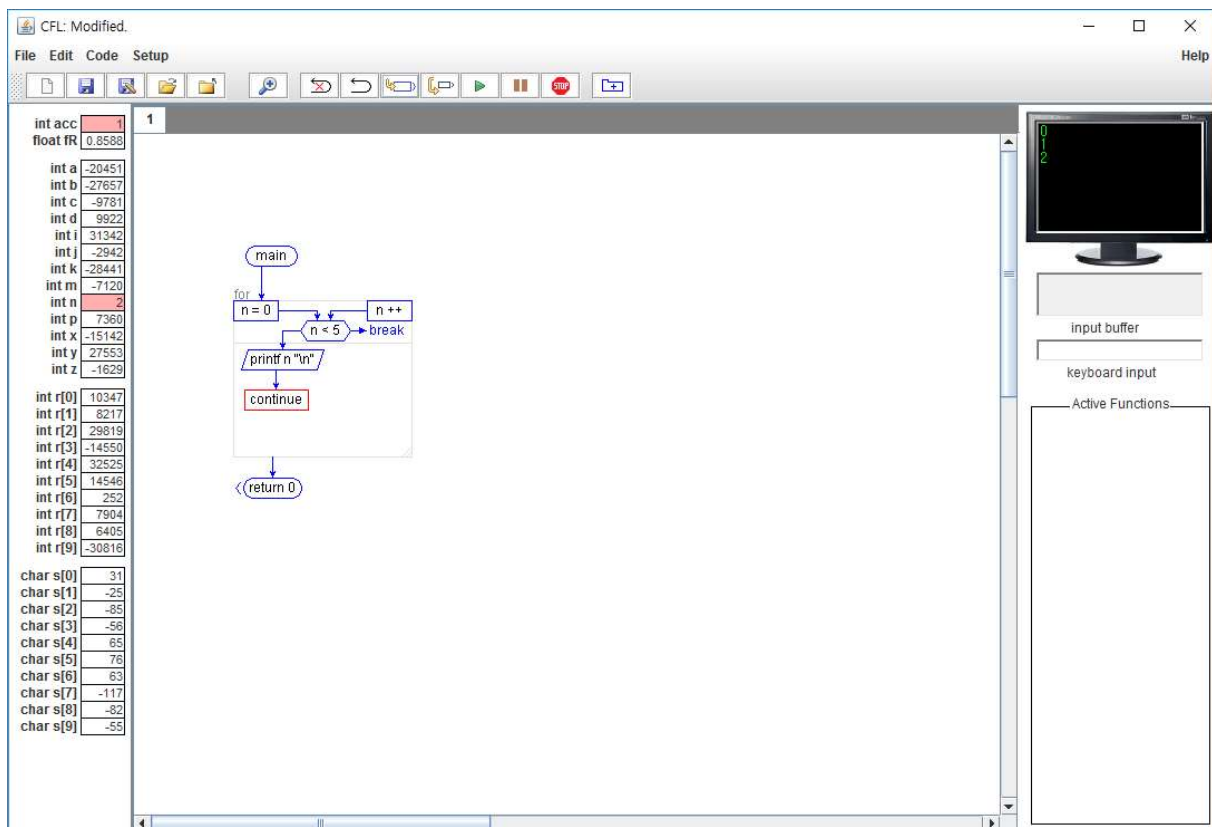 CFL: Modified.
File Edit Code Setup Help
STOP
int acc 1
float fR 0.8588
int a -20451
int b -27657
int c -9781
int d 9922
int i 31342
int j -2942
int k -28441
int m -7120
int n 2
int p 7360
int x -15142
int y 27553
int z -1629
int r[0] 10347
int r[1] 8217
int r[2] 29819
int r[3] -14550
int r[4] 32525
int r[5] 14546
int r[6] 252
int r[7] 7904
int r[8] 6405
int r[9] -30816
char s[0] 31
char s[1] -25
char s[2] -85
char s[3] -56
char s[4] 65
char s[5] 76
char s[6] 63
char s[7] -117
char s[8] -82
char s[9] -55
1
main
for
n = 0 n ++
n < 5 break
printf n "\n"
continue
return 0
0
1
2
input buffer
keyboard input
Active Functions